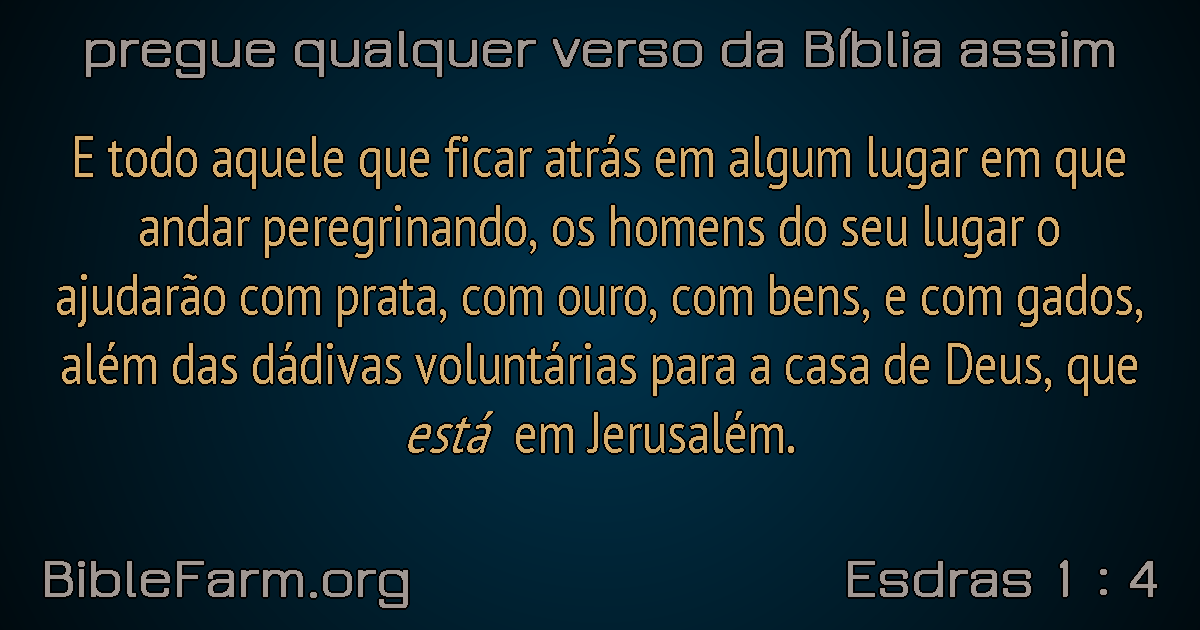 pregue qualquer verso da Bíblia assim
E todo aquele que ficar atrás em algum lugar em que
andar peregrinando, os homens do seu lugar o
ajudarão com prata, com ouro, com bens, e com gados,
além das dádivas voluntárias para a casa de Deus, que
está em Jerusalém.
BibleFarm.org
Esdras 1 : 4